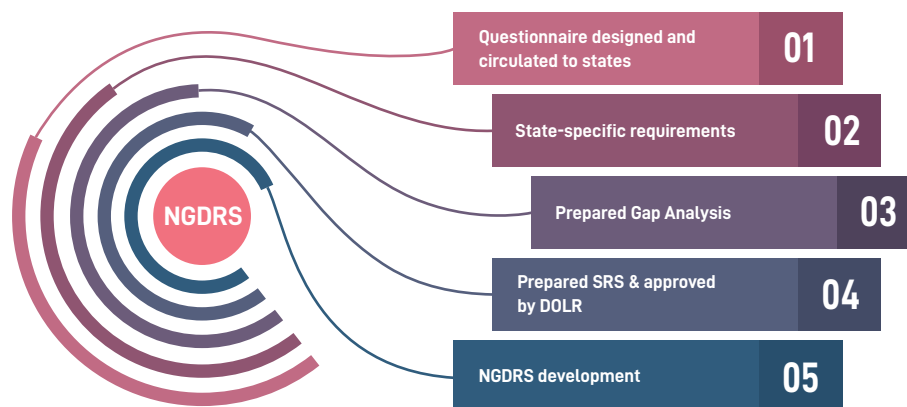 Questionnaire designed and
circulated to states
01
State-specific requirements
02
NGDRS
Prepared Gap Analysis
03
Prepared SRS & approved
by DOLR
04
NGDRS development
05